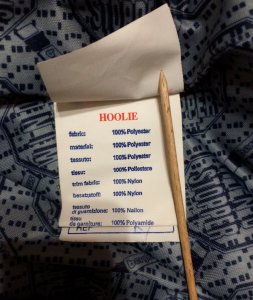 HOOLIE
fabric: 100% Polyester
material: 100% Polyester
tessuto: 100% Polyester
tissu: 100% Poliestere
trim fabric: 100% Nylon
besatzstoff: 100% Nylon
tessuto
di guarnizione: 100% Nailon
tissu
de garniture: 100% Polyamide